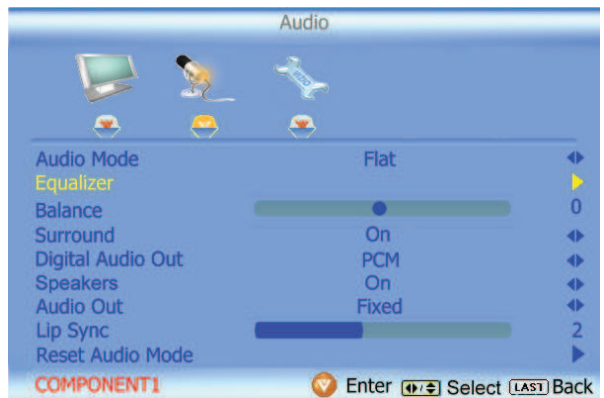 Audio
Audio Mode Flat
Equalizer
Balance 0
Surround On
Digital Audio Out PCM
Speakers On
Audio Out Fixed
Lip Sync 2
Reset Audio Mode
COMPONENT1 Enter Select LAST Back